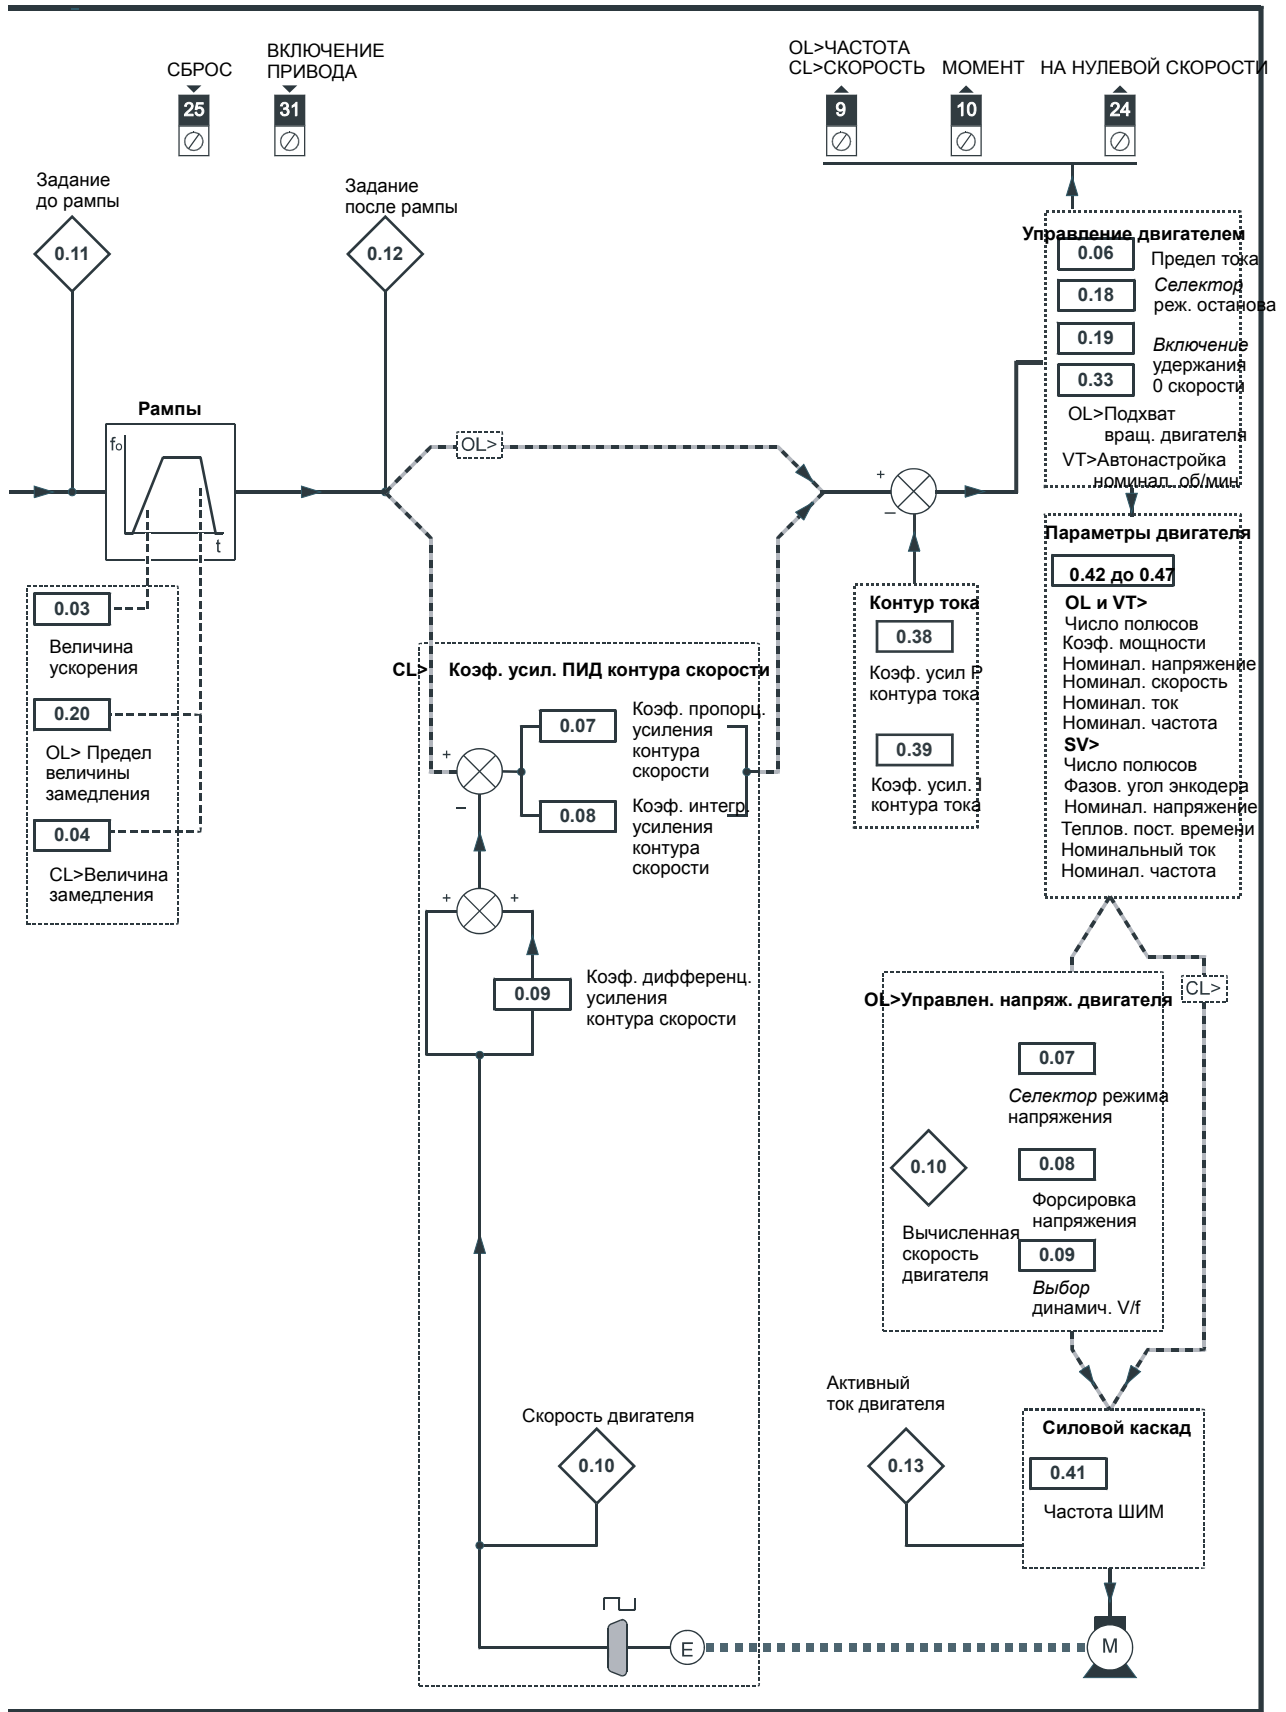 СБРОС
25
ВКЛЮЧЕНИЕ
ПРИВОДА
31
OL>ЧАСТОТА
CL>СКОРОСТЬ
9
МОМЕНТ
10
НА НУЛЕВОЙ СКОРОСТИ
24
Задание
до рампы
0.11
Задание
после рампы
0.12
Управление двигателем
0.06
Предел тока
0.18
Селектор
реж. останова
0.19
0.33
Включение
удержания
0 скорости
OL>Подхват
вращ. двигателя
VT>Автонастройка
номинал. об/мин
Рампы
fo
t
OL>
+
–
0.03
Величина
ускорения
0.20
OL> Предел
величины
замедления
0.04
CL>Величина
замедления
CL> Коэф. усил. ПИД контура скорости
0.07
Коэф. пропорц.
усиления
контура
скорости
+
–
0.08
Коэф. интегр.
усиления
контура
скорости
+
+
0.09
Коэф. дифференц.
усиления
контура скорости
Контур тока
0.38
Коэф. усил P
контура тока
0.39
Коэф. усил. I
контура тока
Параметры двигателя
0.42 до 0.47
OL и VT>
Число полюсов
Коэф. мощности
Номинал. напряжение
Номинал. скорость
Номинал. ток
Номинал. частота
SV>
Число полюсов
Фазов. угол энкодера
Номинал. напряжение
Теплов. пост. времени
Номинальный ток
Номинал. частота
CL>
OL>Управлен. напряж. двигателя
0.07
Селектор режима
напряжения
0.10
Вычисленная
скорость
двигателя
0.08
Форсировка
напряжения
0.09
Выбор
динамич. V/f
Скорость двигателя
0.10
Активный
ток двигателя
0.13
Силовой каскад
0.41
Частота ШИМ
E
M